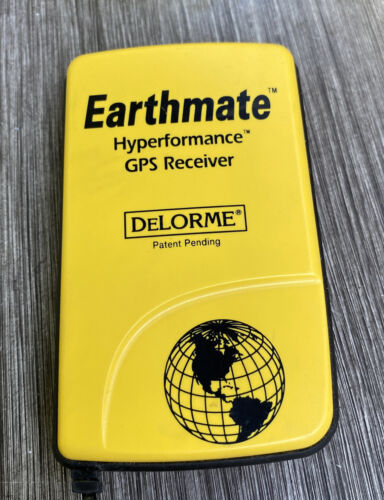 Earthmate™
Hyperformance™
GPS Receiver
DeLORME®
Patent Pending